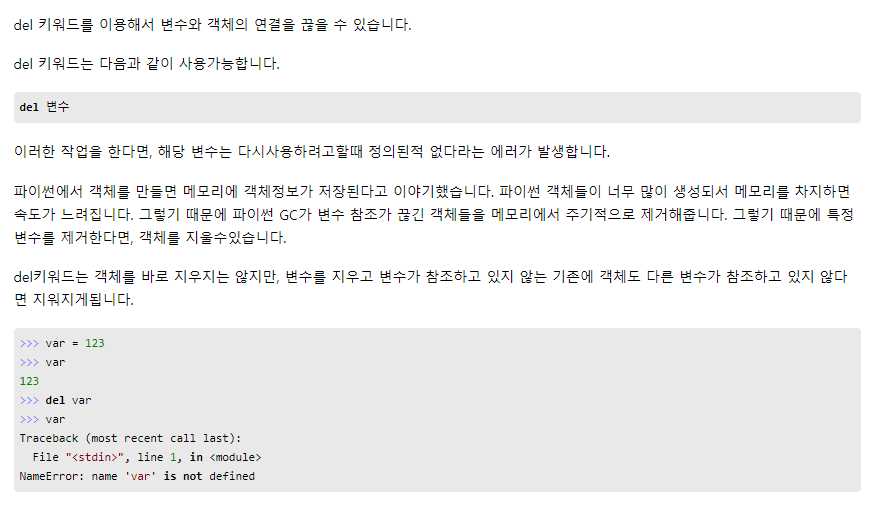 del 키워드를 이용해서 변수와 객체의 연결을 끊을 수 있습니다.
del 키워드는 다음과 같이 사용가능합니다.
del 변수
이러한 작업을 한다면, 해당 변수는 다시사용하려고할때 정의된적 없다라는 에러가 발생합니다.
파이썬에서 객체를 만들면 메모리에 객체정보가 저장된다고 이야기했습니다. 파이썬 객체들이 너무 많이 생성되서 메모리를 차지하면
속도가 느려집니다. 그렇기 때문에 파이썬 GC가 변수 참조가 끊긴 객체들을 메모리에서 주기적으로 제거해줍니다. 그렇기 때문에 특정
변수를 제거한다면, 객체를 지울수있습니다.
del키워드는 객체를 바로 지우지는 않지만, 변수를 지우고 변수가 참조하고 있지 않는 기존에 객체도 다른 변수가 참조하고 있지 않다
면 지워지게됩니다.
>>> var = 123
>>> var
123
>>> del var
>>> var
Traceback (most recent call last):
  File "<stdin>", line 1, in <module>
NameError: name 'var' is not defined